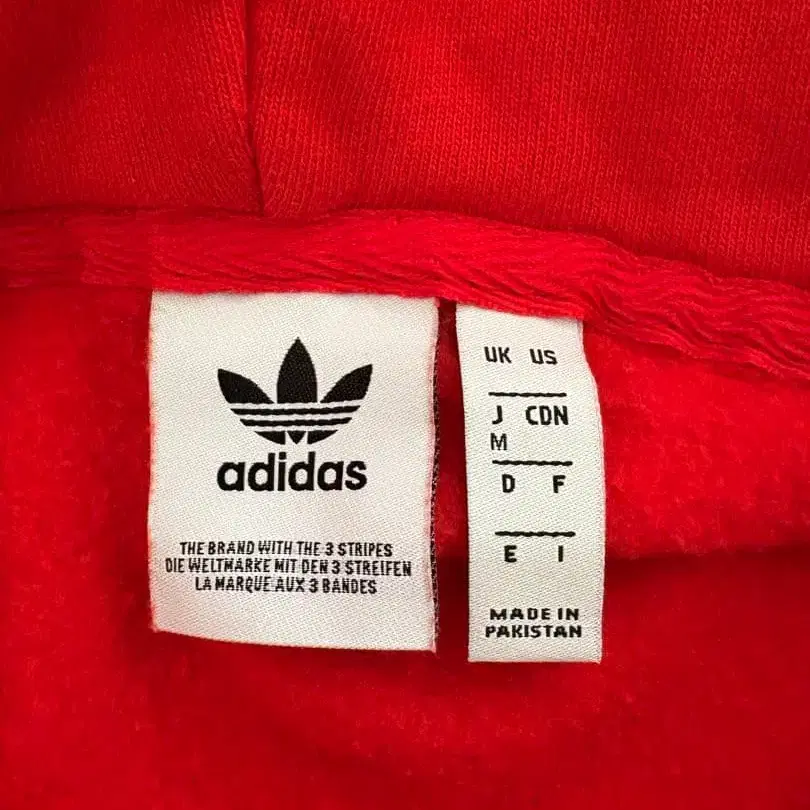 adidas
THE BRAND WITH THE 3 STRIPES
DIE WELTMARKE MIT DEN 3 STREIFEN
LA MARQUE AUX 3 BANDES
UK US
J CDN
M
D F
E I
MADE IN
PAKISTAN